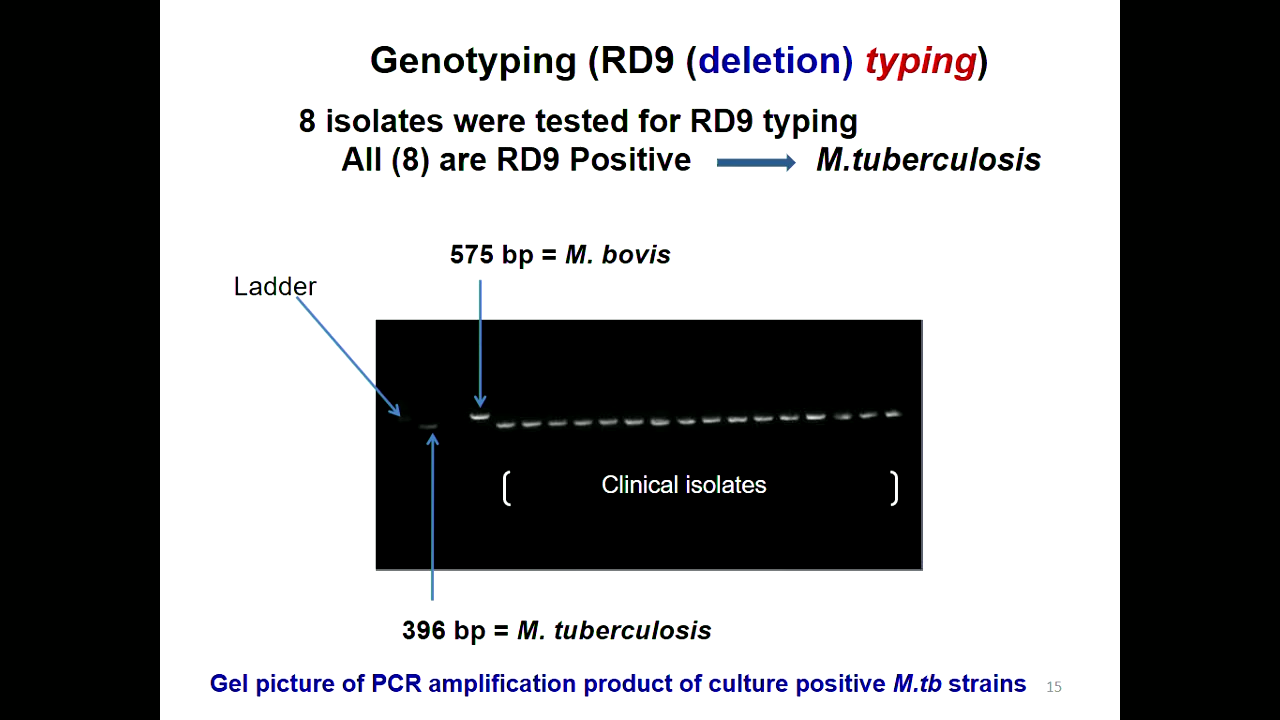 Genotyping (RD9 (deletion) typing)
8 isolates were tested for RD9 typing
All (8) are RD9 Positive M.tuberculosis
575 bp = M. bovis
Ladder
Clinical isolates
396 bp = M. tuberculosis
Gel picture of PCR amplification product of culture positive M.tb strains
15